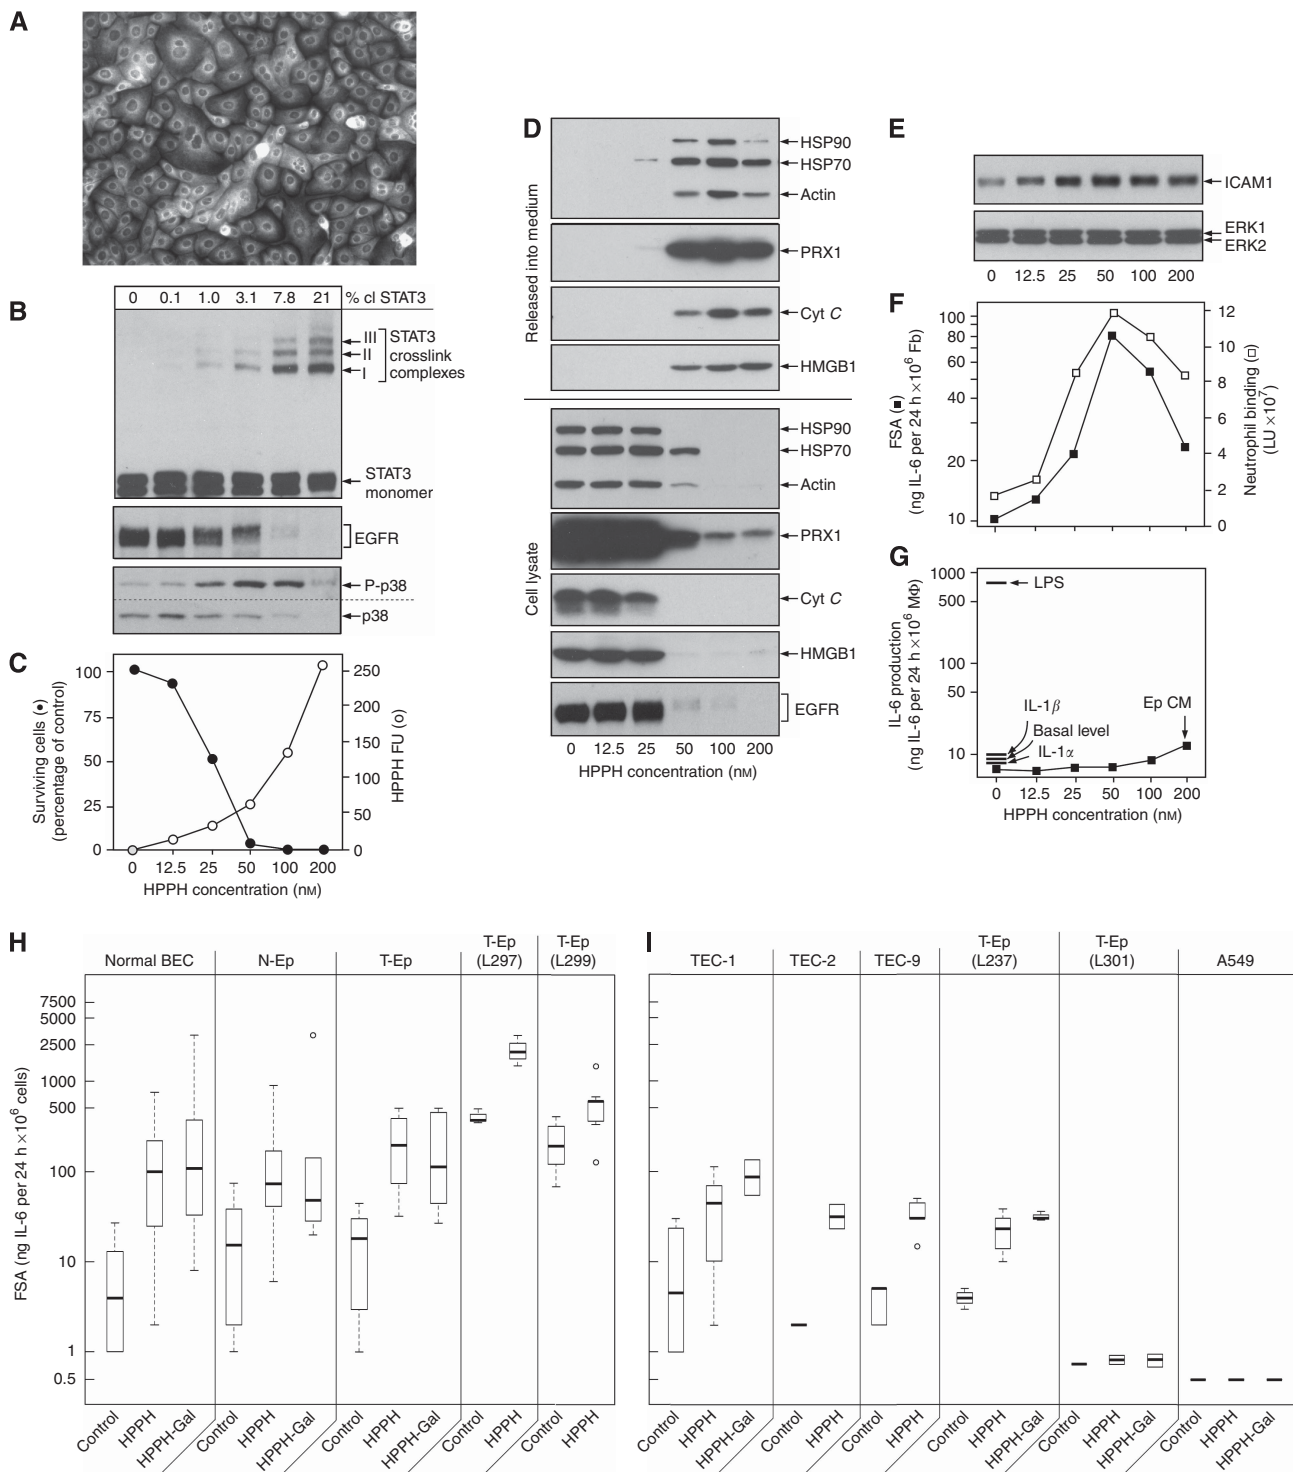 A
B
0 0.1 1.0 3.1 7.8 21 % cl STAT3
III
II
I
STAT3
crosslink
complexes
STAT3
monomer
EGFR
P-p38
p38
C
Surviving cells (●)
(percentage of control)
100
75
50
25
0
HPPH FU (o)
250
200
150
100
50
0
0 12.5 25 50 100 200
HPPH concentration (nM)
D
Released into medium
HSP90
HSP70
Actin
PRX1
Cyt C
HMGB1
Cell lysate
HSP90
HSP70
Actin
PRX1
Cyt C
HMGB1
EGFR
0 12.5 25 50 100 200
HPPH concentration (nM)
E
ICAM1
ERK1
ERK2
0 12.5 25 50 100 200
F
FSA (■)
(ng IL-6 per 24 h ×10⁶ Fb)
100
80
60
40
20
10
Neutrophil binding (□)
(LU ×10⁷)
12
10
8
6
4
2
0
G
IL-6 production
(ng IL-6 per 24 h ×10⁶ MΦ)
1000
500
100
50
10
LPS
IL-1β
Basal level
IL-1α
Ep CM
0 12.5 25 50 100 200
HPPH concentration (nM)
H
Normal BEC N-Ep T-Ep T-Ep (L297) T-Ep (L299)
FSA (ng IL-6 per 24 h ×10⁶ cells)
7500
5000
2500
1000
500
100
10
1
0.5
Control HPPH HPPH-Gal Control HPPH HPPH-Gal Control HPPH HPPH-Gal Control HPPH Control HPPH
I
TEC-1 TEC-2 TEC-9 T-Ep (L237) T-Ep (L301) A549
Control HPPH HPPH-Gal Control HPPH Control HPPH Control HPPH HPPH-Gal Control HPPH HPPH-Gal Control HPPH HPPH-Gal